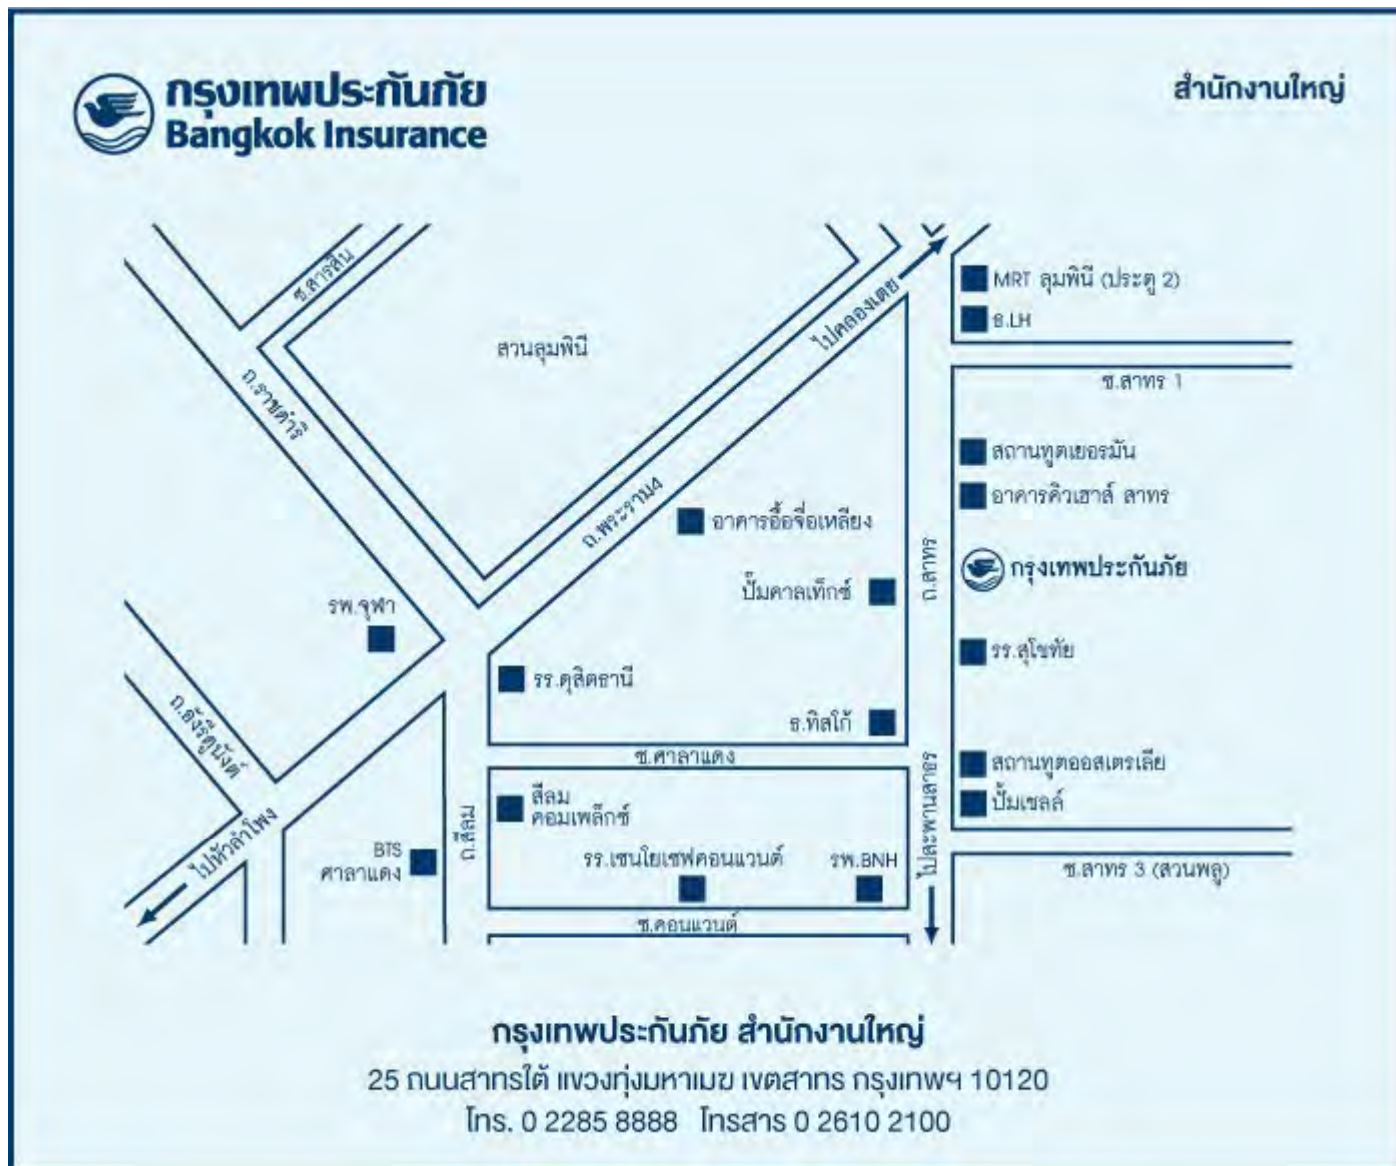 กรุงเทพประกันภัย
Bangkok Insurance
สำนักงานใหญ่
ซ.สารสิน
สวนลุมพินี
ไปคลองเตย
MRT ลุมพินี (ประตู 2)
ธ.LH
ซ.สาทร 1
ถ.ราชดำริ
สถานทูตเยอรมัน
อาคารคิวเฮาส์ สาทร
ถ.พระราม4
อาคารอื้อจื่อเหลียง
ถ.สาทร
กรุงเทพประกันภัย
ปั๊มคาลเท็กซ์
รพ.จุฬา
รร.สุโขทัย
รร.ดุสิตธานี
ธ.ทิสโก้
ถ.อังรีดูนังต์
ซ.ศาลาแดง
สถานทูตออสเตรเลีย
ปั๊มเชลล์
สีลม
คอมเพล็กซ์
ถ.สีลม
ไปหัวลำโพง
BTS
ศาลาแดง
รร.เซนโยเซฟคอนแวนต์
รพ.BNH
ไปสะพานสาธร
ซ.สาทร 3 (สวนพลู)
ซ.คอนแวนต์
กรุงเทพประกันภัย สำนักงานใหญ่
25 ถนนสาทรใต้ แขวงทุ่งมหาเมฆ เขตสาทร กรุงเทพฯ 10120
โทร. 0 2285 8888 โทรสาร 0 2610 2100